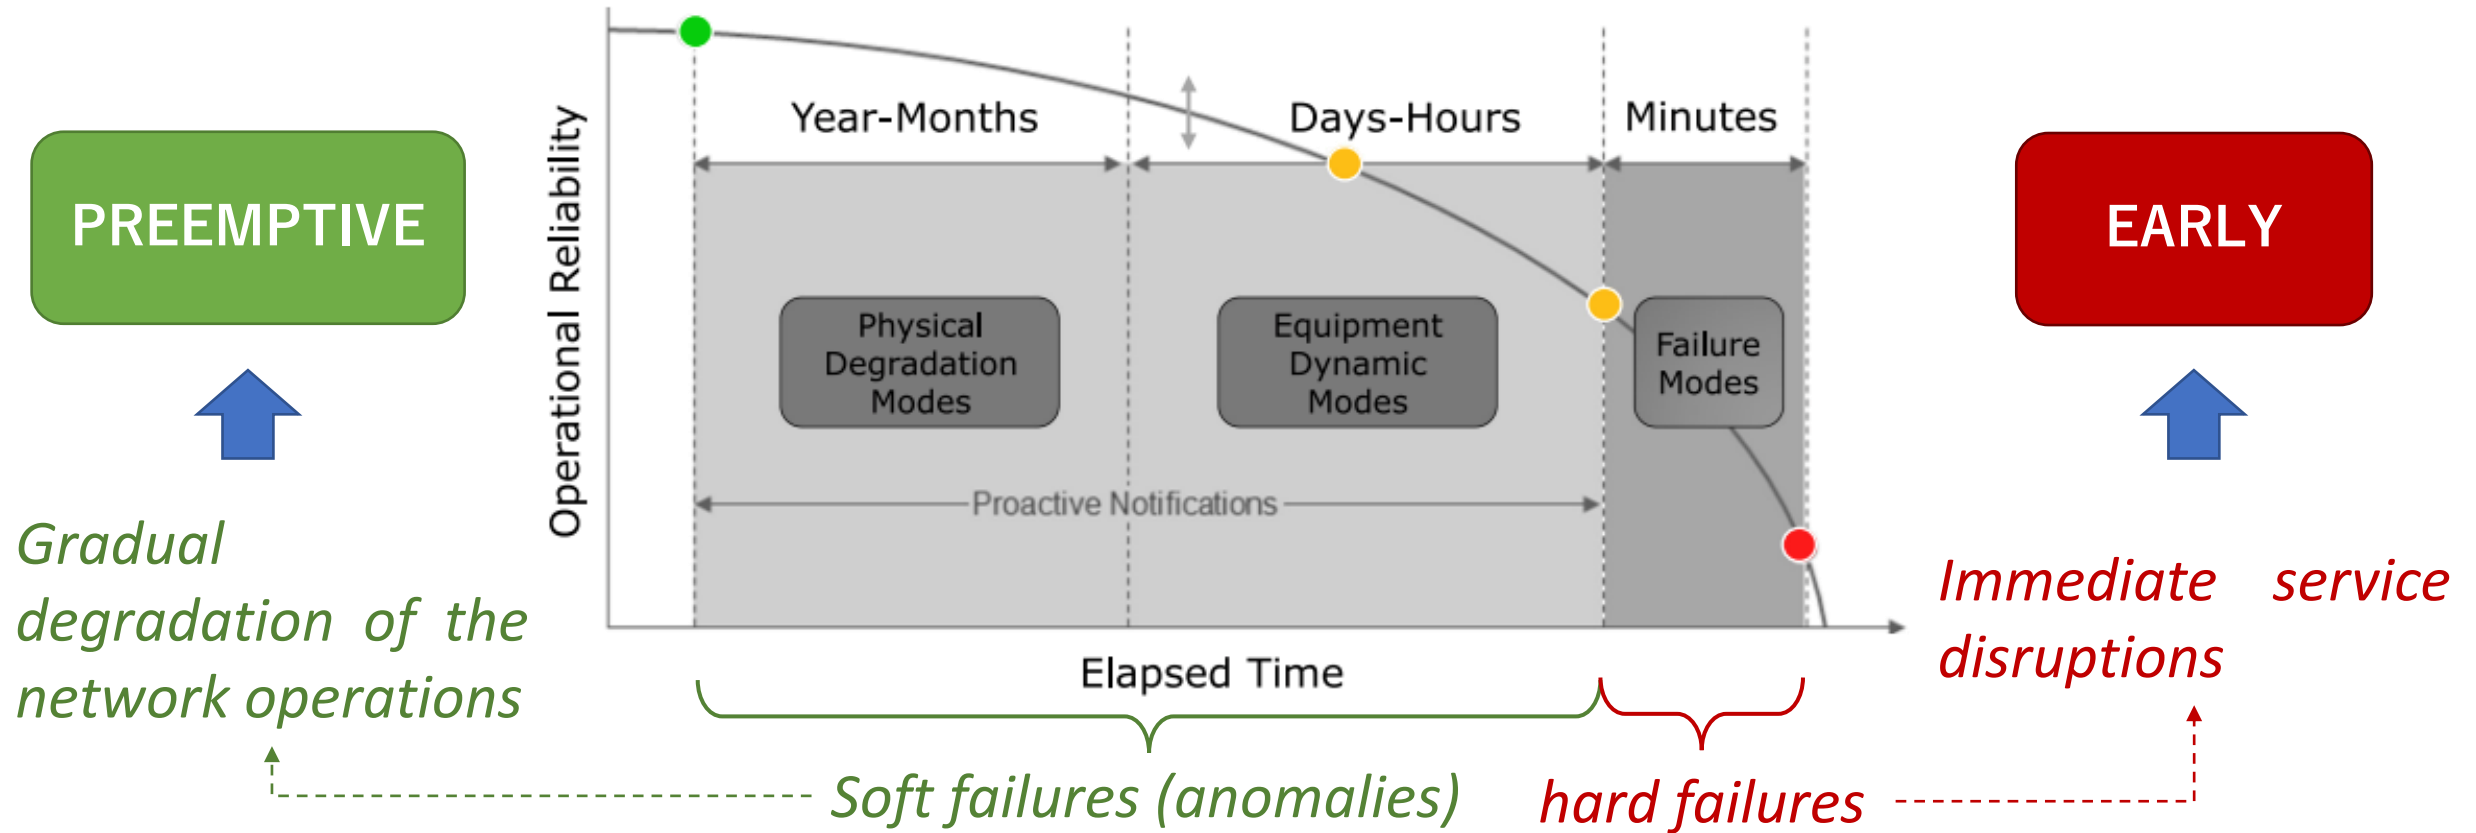 PREEMPTIVE
Gradual
degradation of the
network operations
Operational Reliability
Year-Months
Days-Hours
Minutes
Physical
Degradation
Modes
Equipment
Dynamic
Modes
Failure
Modes
Proactive Notifications
Elapsed Time
Soft failures (anomalies)
hard failures
EARLY
Immediate service
disruptions